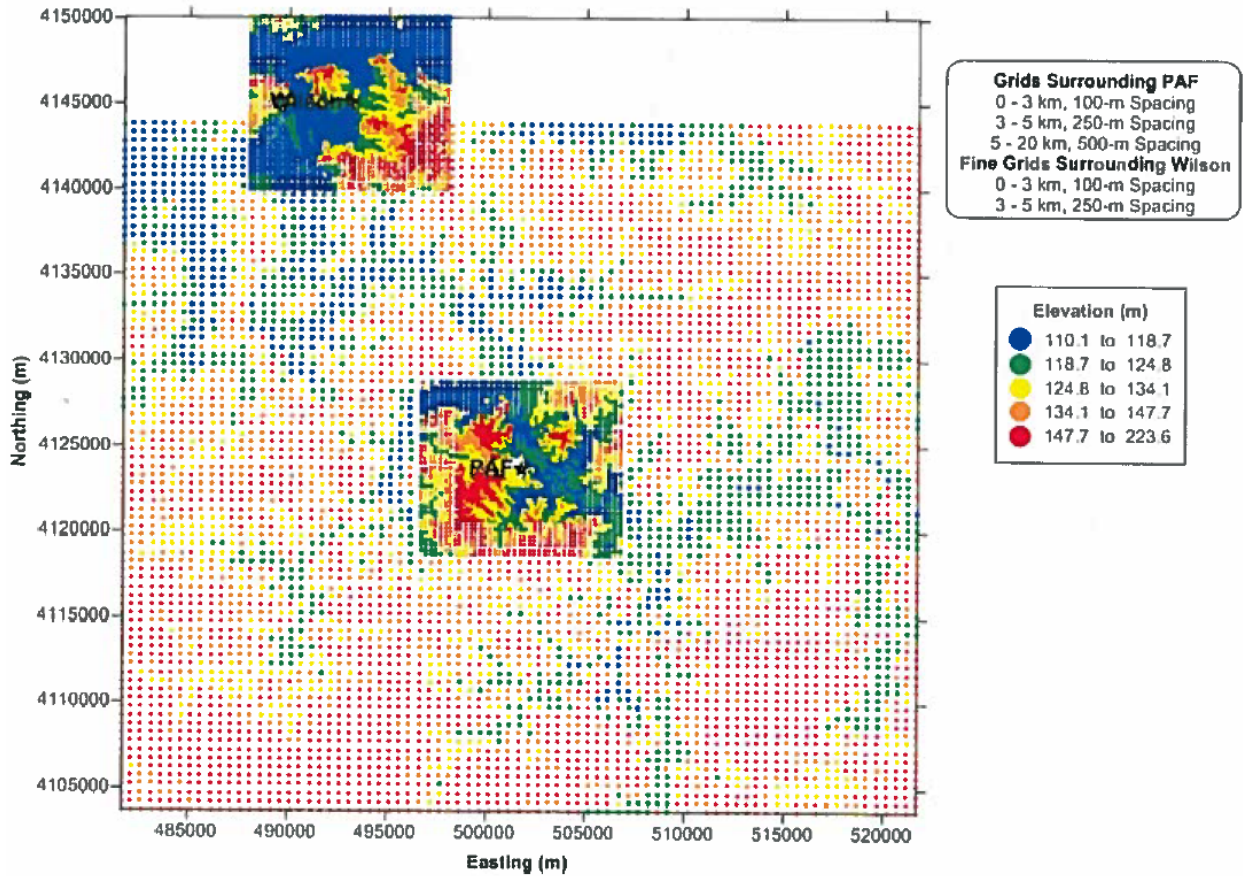 4150000
4145000
4140000
4135000
4130000
4125000
4120000
4115000
4110000
4105000
Northing (m)
Wilson
PAF
485000 490000 495000 500000 505000 510000 515000 520000
Easting (m)
Grids Surrounding PAF
0 - 3 km, 100-m Spacing
3 - 5 km, 250-m Spacing
5 - 20 km, 500-m Spacing
Fine Grids Surrounding Wilson
0 - 3 km, 100-m Spacing
3 - 5 km, 250-m Spacing
Elevation (m)
110.1 to 118.7
118.7 to 124.8
124.8 to 134.1
134.1 to 147.7
147.7 to 223.6